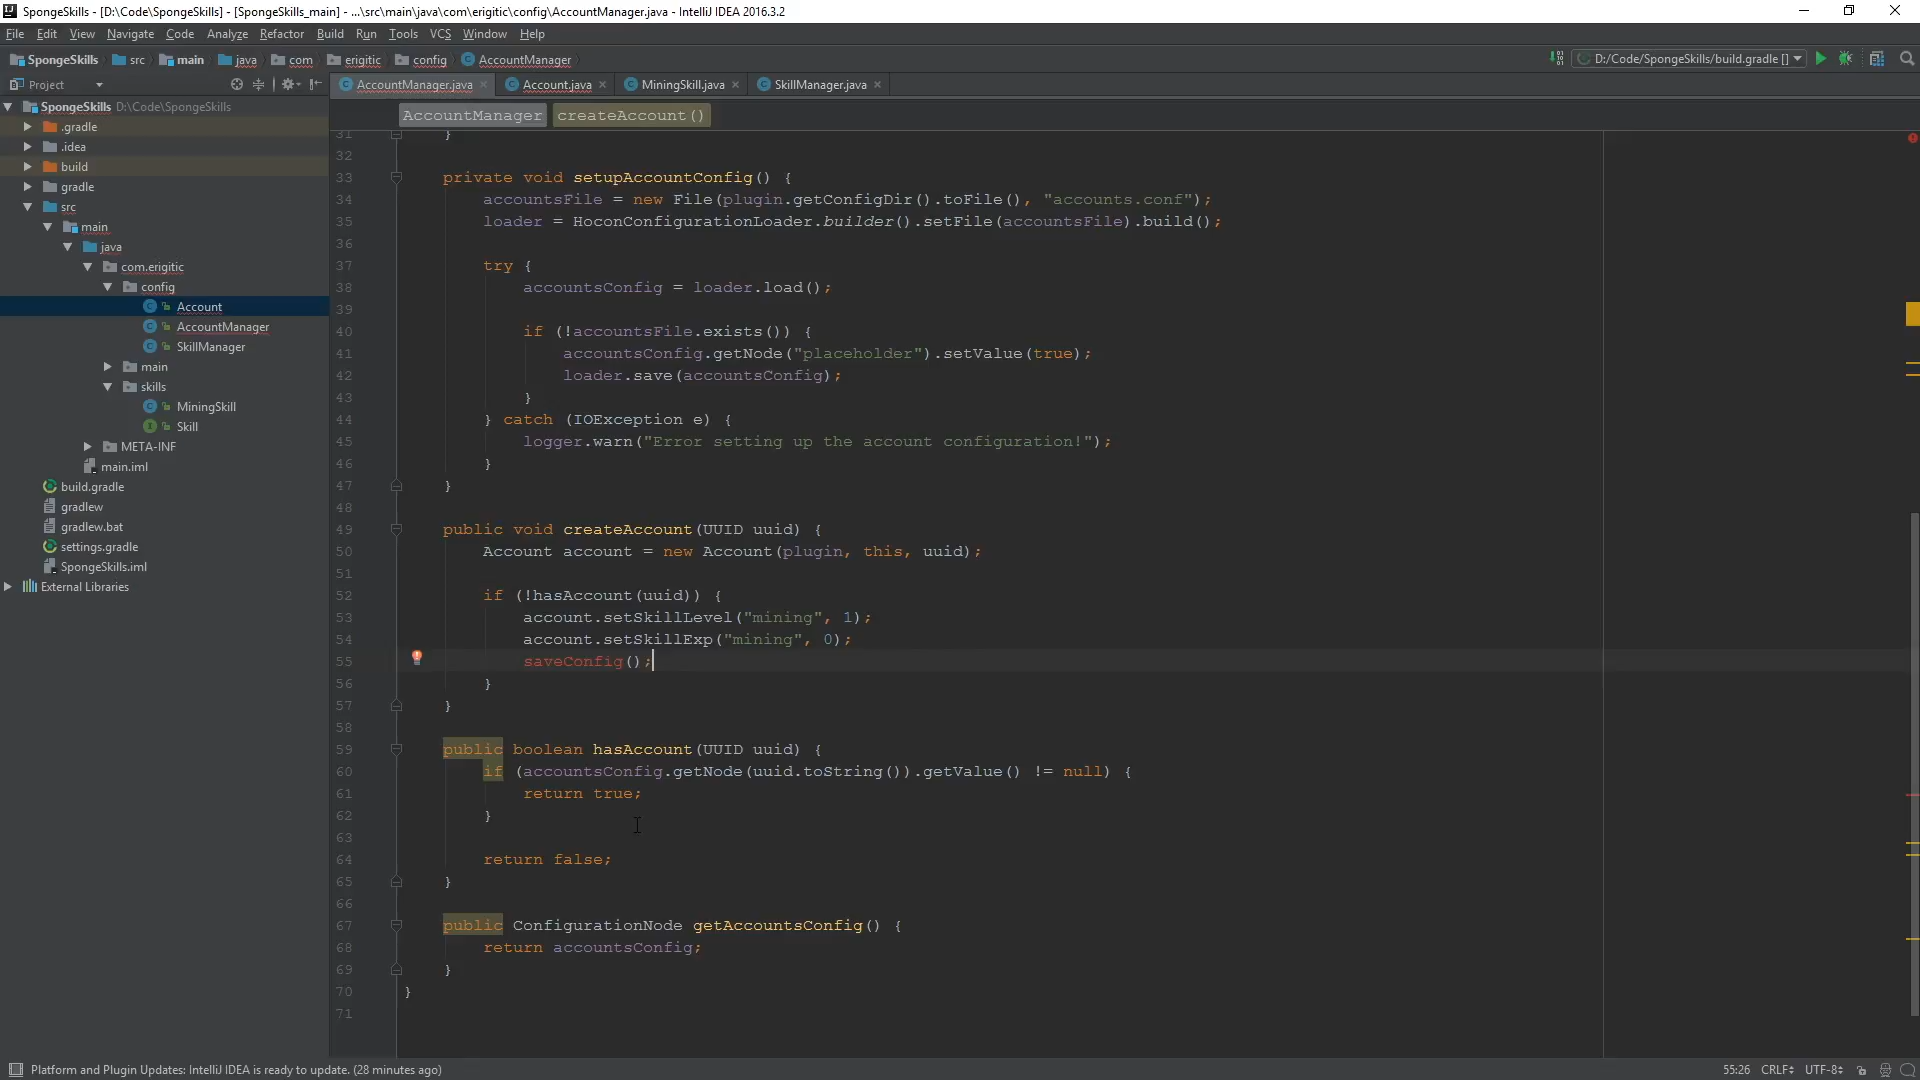 SpongeSkills - [D:\Code\SpongeSkills] - [SpongeSkills_main] - ...\src\main\java\com\erigitic\config\AccountManager.java - IntelliJ IDEA 2016.3.2
File Edit View Navigate Code Analyze Refactor Build Run Tools VCS Window Help
SpongeSkills src main java com erigitic config AccountManager
D:/Code/SpongeSkills/build.gradle []
Project
AccountManager.java Account.java MiningSkill.java SkillManager.java
SpongeSkills D:\Code\SpongeSkills
.gradle
.idea
build
gradle
src
main
java
com.erigitic
config
Account
AccountManager
SkillManager
main
skills
MiningSkill
Skill
META-INF
main.iml
build.gradle
gradlew
gradlew.bat
settings.gradle
SpongeSkills.iml
External Libraries
AccountManager createAccount()
31 }
32
33 private void setupAccountConfig() {
34 accountsFile = new File(plugin.getConfigDir().toFile(), "accounts.conf");
35 loader = HoconConfigurationLoader.builder().setFile(accountsFile).build();
36
37 try {
38 accountsConfig = loader.load();
39
40 if (!accountsFile.exists()) {
41 accountsConfig.getNode("placeholder").setValue(true);
42 loader.save(accountsConfig);
43 }
44 } catch (IOException e) {
45 logger.warn("Error setting up the account configuration!");
46 }
47 }
48
49 public void createAccount(UUID uuid) {
50 Account account = new Account(plugin, this, uuid);
51
52 if (!hasAccount(uuid)) {
53 account.setSkillLevel("mining", 1);
54 account.setSkillExp("mining", 0);
55 saveConfig();
56 }
57 }
58
59 public boolean hasAccount(UUID uuid) {
60 if (accountsConfig.getNode(uuid.toString()).getValue() != null) {
61 return true;
62 }
63
64 return false;
65 }
66
67 public ConfigurationNode getAccountsConfig() {
68 return accountsConfig;
69 }
70 }
71
Platform and Plugin Updates: IntelliJ IDEA is ready to update. (28 minutes ago)
55:26 CRLF UTF-8